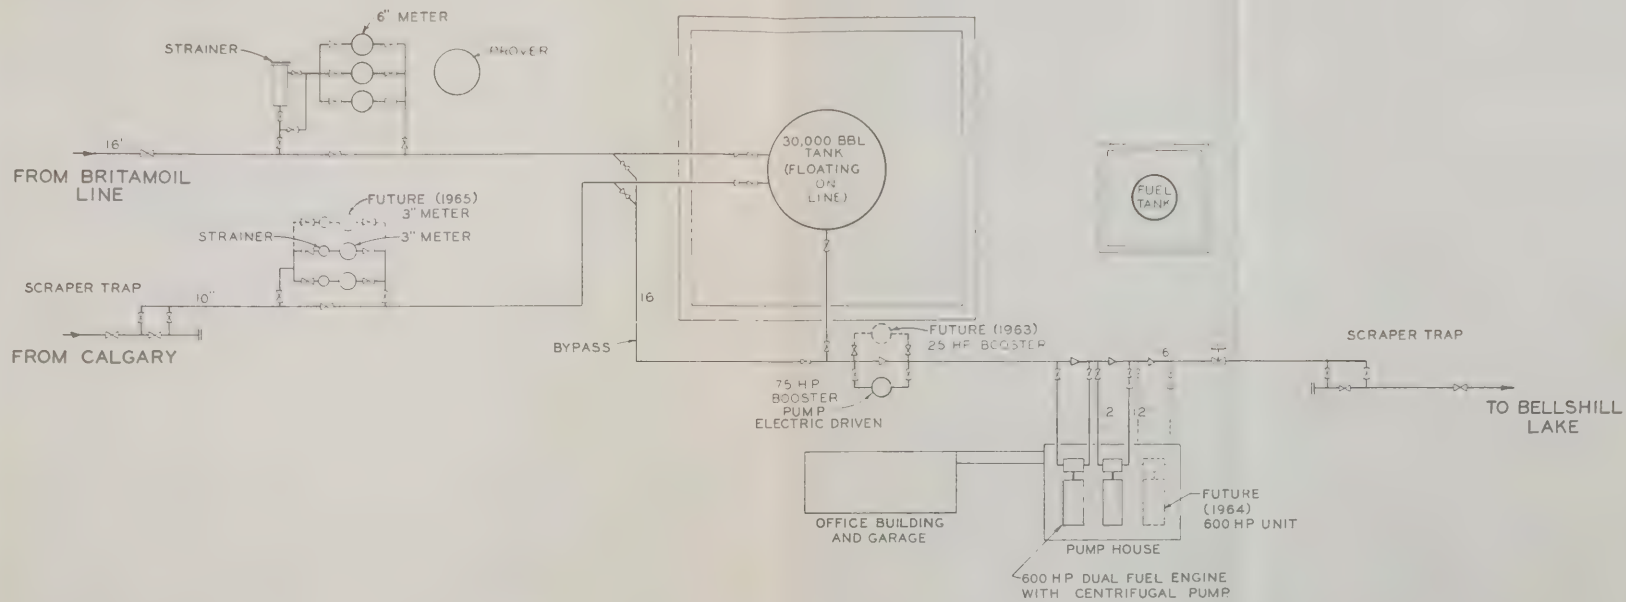 6" METER
STRAINER
PROVER
16'
FROM BRITAMOIL
LINE
30,000 BBL
TANK
(FLOATING
ON
LINE)
FUEL
TANK
FUTURE (1965)
3" METER
STRAINER
3" METER
SCRAPER TRAP
10"
FROM CALGARY
16
BYPASS
FUTURE (1963)
25 HP BOOSTER
75 HP
BOOSTER
PUMP
ELECTRIC DRIVEN
6
SCRAPER TRAP
2
12
TO BELLSHILL
LAKE
OFFICE BUILDING
AND GARAGE
FUTURE
(1964)
600 HP UNIT
PUMP HOUSE
600 HP DUAL FUEL ENGINE
WITH CENTRIFUGAL PUMP